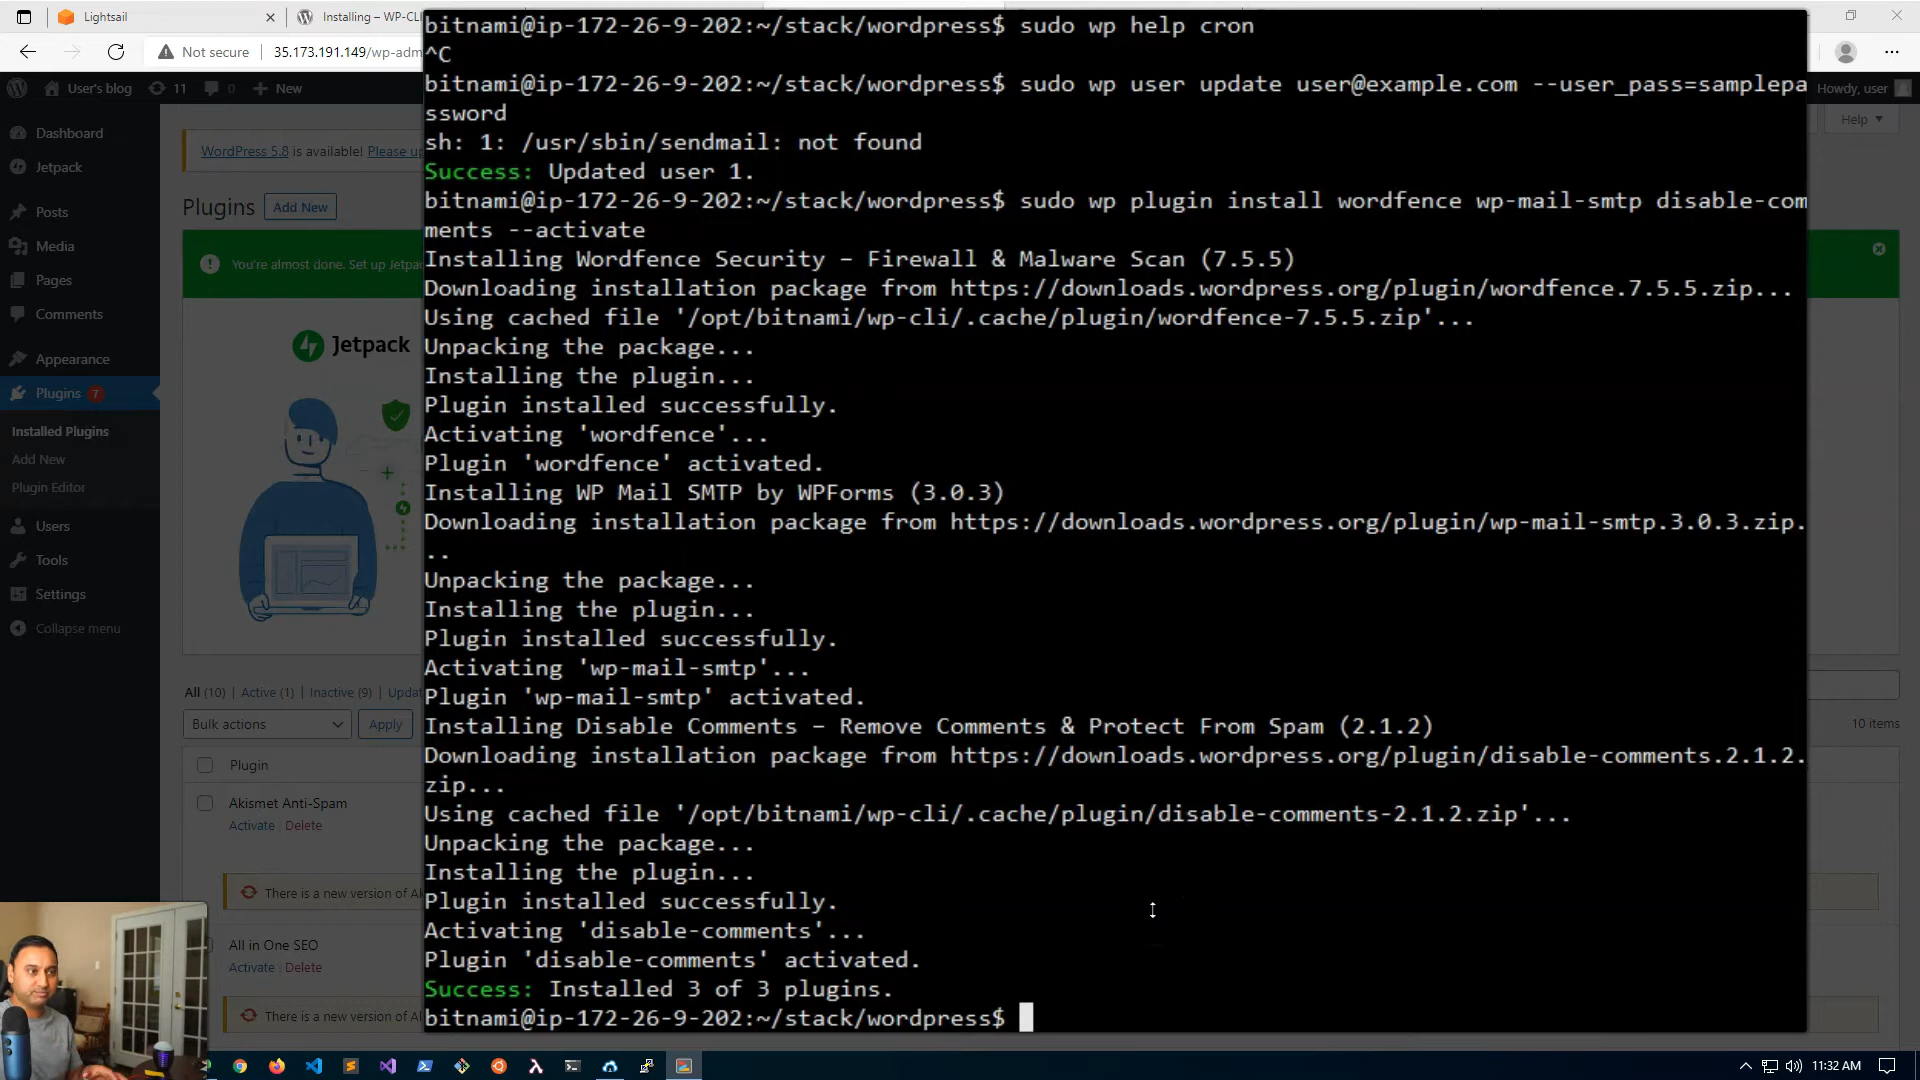 Lightsail
Installing – WP-CLI
Not secure
35.173.191.149/wp-adm
User's blog
11
0
New
Howdy, user
Help
Dashboard
Jetpack
Posts
Media
Pages
Comments
Appearance
Plugins 7
Installed Plugins
Add New
Plugin Editor
Users
Tools
Settings
Collapse menu
WordPress 5.8 is available! Please up
Plugins
Add New
You're almost done. Set up Jetpa
Jetpack
All (10) | Active (1) | Inactive (9) | Upda
Bulk actions
Apply
10 items
Plugin
Akismet Anti-Spam
Activate | Delete
There is a new version of Ak
All in One SEO
Activate | Delete
There is a new version of Al
bitnami@ip-172-26-9-202:~/stack/wordpress$ sudo wp help cron
^C
bitnami@ip-172-26-9-202:~/stack/wordpress$ sudo wp user update user@example.com --user_pass=samplepa
ssword
sh: 1: /usr/sbin/sendmail: not found
Success: Updated user 1.
bitnami@ip-172-26-9-202:~/stack/wordpress$ sudo wp plugin install wordfence wp-mail-smtp disable-com
ments --activate
Installing Wordfence Security – Firewall & Malware Scan (7.5.5)
Downloading installation package from https://downloads.wordpress.org/plugin/wordfence.7.5.5.zip...
Using cached file '/opt/bitnami/wp-cli/.cache/plugin/wordfence-7.5.5.zip'...
Unpacking the package...
Installing the plugin...
Plugin installed successfully.
Activating 'wordfence'...
Plugin 'wordfence' activated.
Installing WP Mail SMTP by WPForms (3.0.3)
Downloading installation package from https://downloads.wordpress.org/plugin/wp-mail-smtp.3.0.3.zip.
..
Unpacking the package...
Installing the plugin...
Plugin installed successfully.
Activating 'wp-mail-smtp'...
Plugin 'wp-mail-smtp' activated.
Installing Disable Comments – Remove Comments & Protect From Spam (2.1.2)
Downloading installation package from https://downloads.wordpress.org/plugin/disable-comments.2.1.2.
zip...
Using cached file '/opt/bitnami/wp-cli/.cache/plugin/disable-comments-2.1.2.zip'...
Unpacking the package...
Installing the plugin...
Plugin installed successfully.
Activating 'disable-comments'...
Plugin 'disable-comments' activated.
Success: Installed 3 of 3 plugins.
bitnami@ip-172-26-9-202:~/stack/wordpress$
11:32 AM